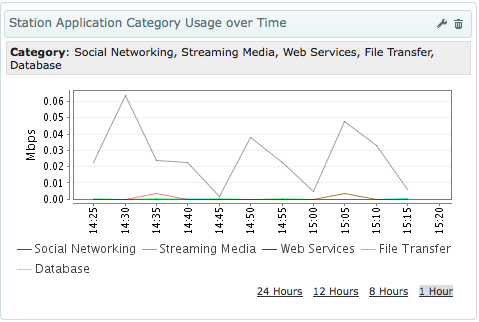 Station Application Category Usage over Time
Category: Social Networking, Streaming Media, Web Services, File Transfer,
Database
Mbps
0.06
0.05
0.04
0.03
0.02
0.01
0.00
14:25 14:30 14:35 14:40 14:45 14:50 14:55 15:00 15:05 15:10 15:15 15:20
Social Networking Streaming Media Web Services File Transfer
Database
24 Hours 12 Hours 8 Hours 1 Hour